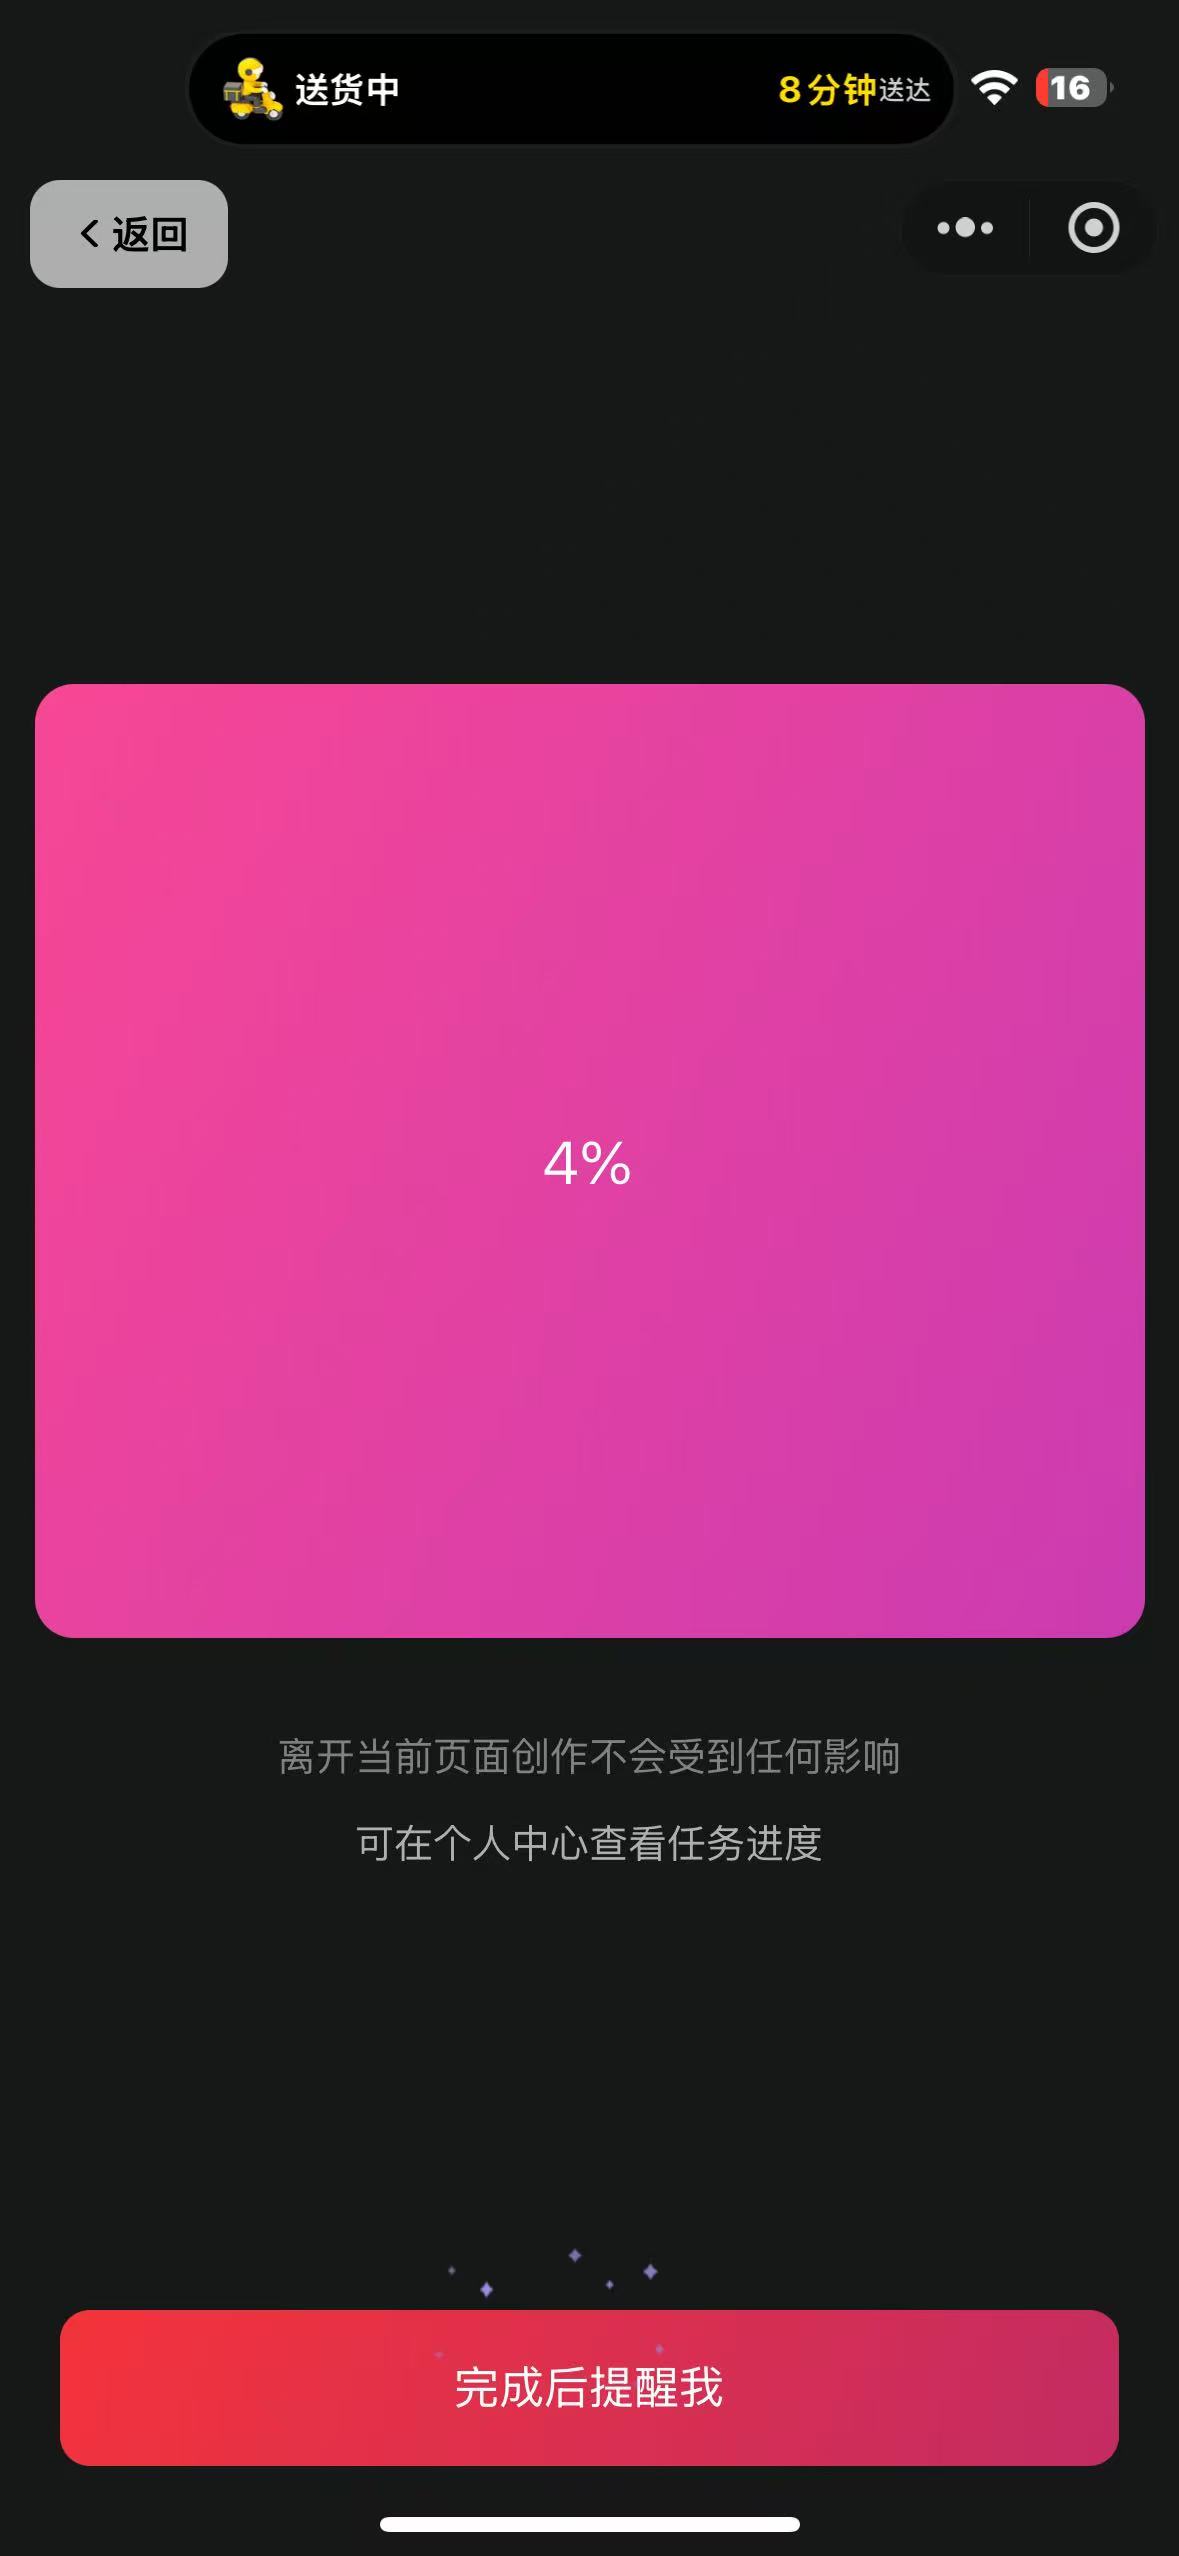 送货中 8分钟送达 16
返回
4%
离开当前页面创作不会受到任何影响
可在个人中心查看任务进度
完成后提醒我